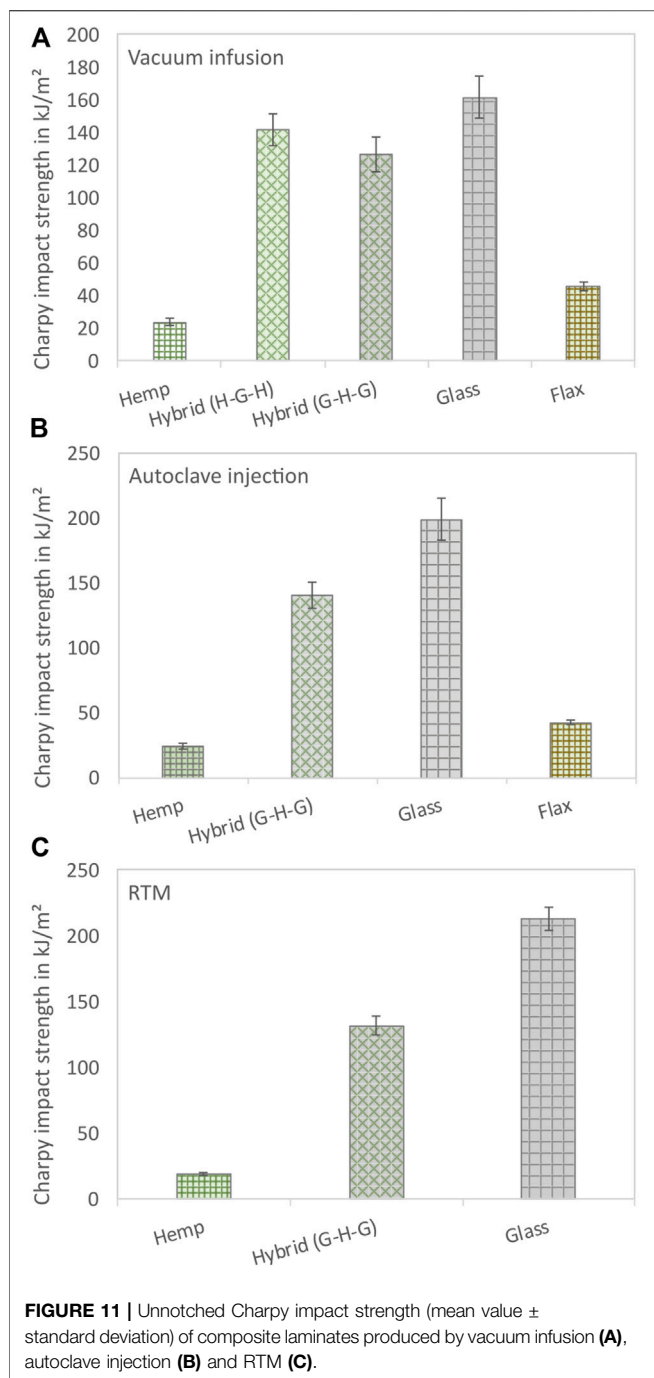 A
Vacuum infusion
Charpy impact strength in kJ/m²
200
180
160
140
120
100
80
60
40
20
0
Hemp
Hybrid (H-G-H)
Hybrid (G-H-G)
Glass
Flax
B
Autoclave injection
Charpy impact strength in kJ/m²
250
200
150
100
50
0
Hemp
Hybrid (G-H-G)
Glass
Flax
C
RTM
Charpy impact strength in kJ/m²
250
200
150
100
50
0
Hemp
Hybrid (G-H-G)
Glass
FIGURE 11 | Unnotched Charpy impact strength (mean value ±
standard deviation) of composite laminates produced by vacuum infusion (A),
autoclave injection (B) and RTM (C).